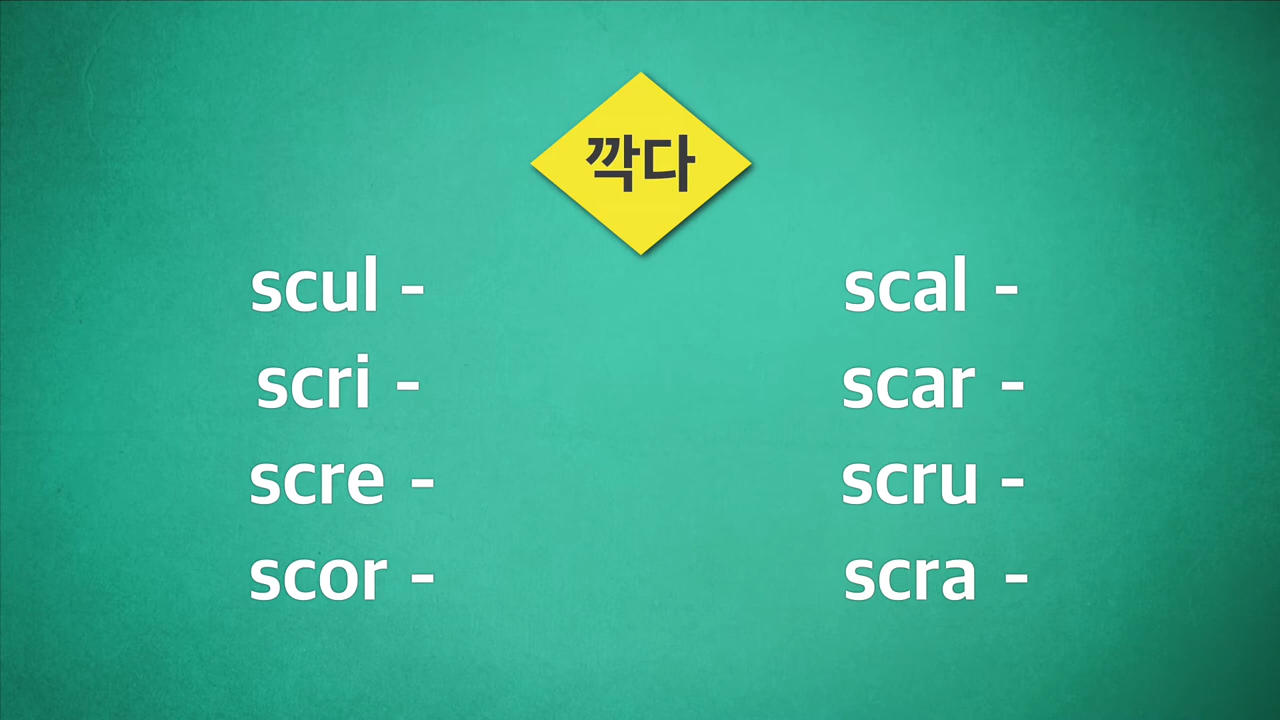 깍다
scul -
scri -
scre -
scor -
scal -
scar -
scru -
scra -